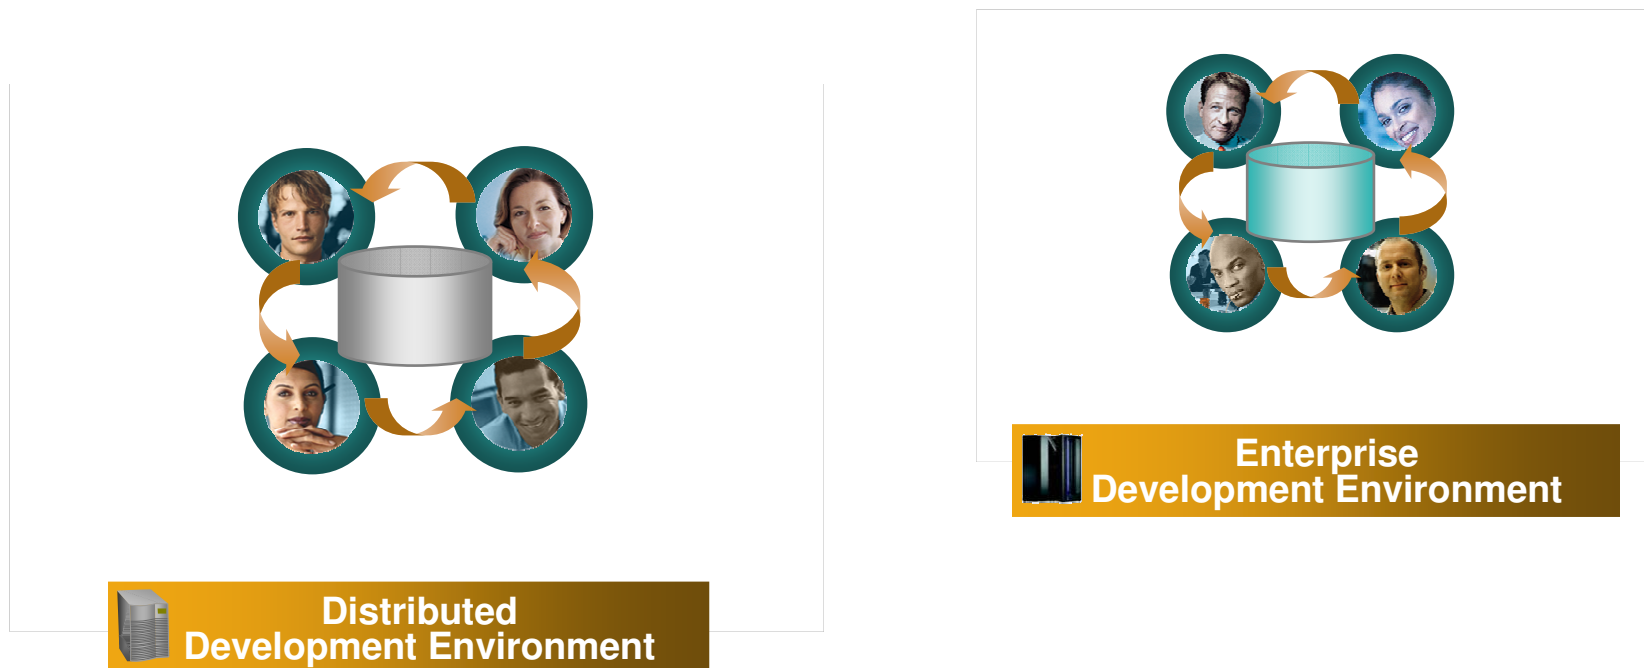 Distributed
Development Environment
Enterprise
Development Environment